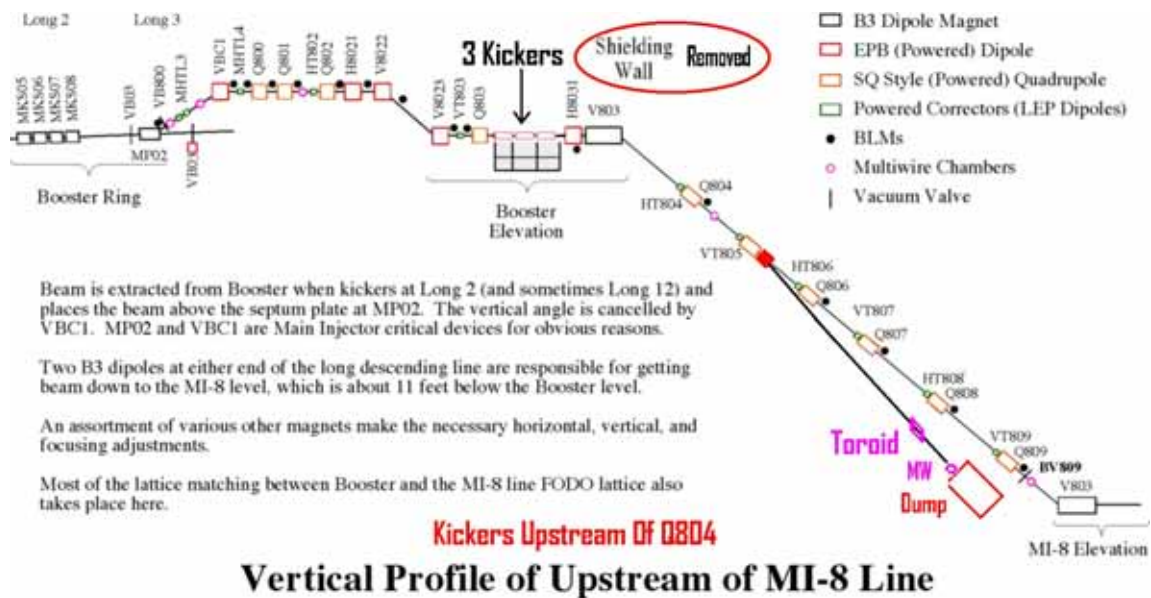 Long 2
Long 3
MKS05
MKS06
MKS07
MKS08
VB03
VB800
MHTL3
VBC1
MHTL4
Q800
Q801
HT802
Q802
H8021
V8022
MP02
Booster Ring
3 Kickers
Shielding
Wall
Removed
V8023
VT803
Q803
H8031
V803
Booster
Elevation
B3 Dipole Magnet
EPB (Powered) Dipole
SQ Style (Powered) Quadrupole
Powered Correctors (LEP Dipoles)
BLMs
Multiwire Chambers
Vacuum Valve
Q804
HT804
VT805
HT806
Q806
VT807
Q807
HT808
Q808
VT809
Q809
BV809
V803
MI-8 Elevation
Toroid
MW
Dump
Beam is extracted from Booster when kickers at Long 2 (and sometimes Long 12) and
places the beam above the septum plate at MP02. The vertical angle is cancelled by
VBC1. MP02 and VBC1 are Main Injector critical devices for obvious reasons.
Two B3 dipoles at either end of the long descending line are responsible for getting
beam down to the MI-8 level, which is about 11 feet below the Booster level.
An assortment of various other magnets make the necessary horizontal, vertical, and
focusing adjustments.
Most of the lattice matching between Booster and the MI-8 line FODO lattice also
takes place here.
Kickers Upstream Of Q804
Vertical Profile of Upstream of MI-8 Line